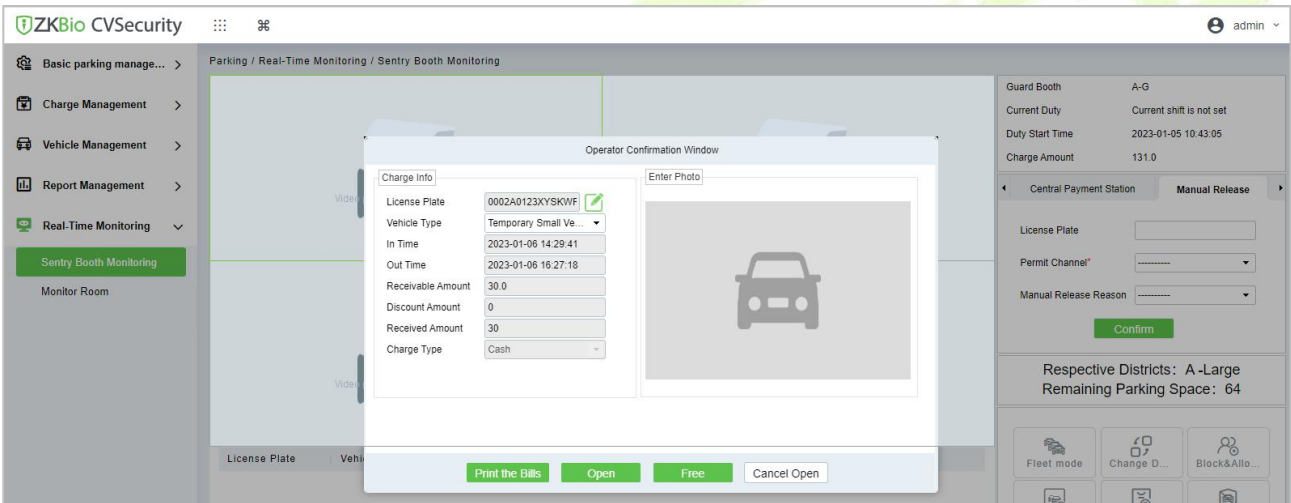 ZKBio CVSecurity
admin
Basic parking manage...
Charge Management
Vehicle Management
Report Management
Real-Time Monitoring
Sentry Booth Monitoring
Monitor Room
Parking / Real-Time Monitoring / Sentry Booth Monitoring
Operator Confirmation Window
Charge Info
License Plate 0002A0123XYSKWF
Vehicle Type Temporary Small Ve...
In Time 2023-01-06 14:29:41
Out Time 2023-01-06 16:27:18
Receivable Amount 30.0
Discount Amount 0
Received Amount 30
Charge Type Cash
Enter Photo
Print the Bills Open Free Cancel Open
License Plate
Guard Booth A-G
Current Duty Current shift is not set
Duty Start Time 2023-01-05 10:43:05
Charge Amount 131.0
Central Payment Station Manual Release
License Plate
Permit Channel* ----------
Manual Release Reason ----------
Confirm
Respective Districts: A -Large
Remaining Parking Space: 64
Fleet mode Change D... Block&Allo...